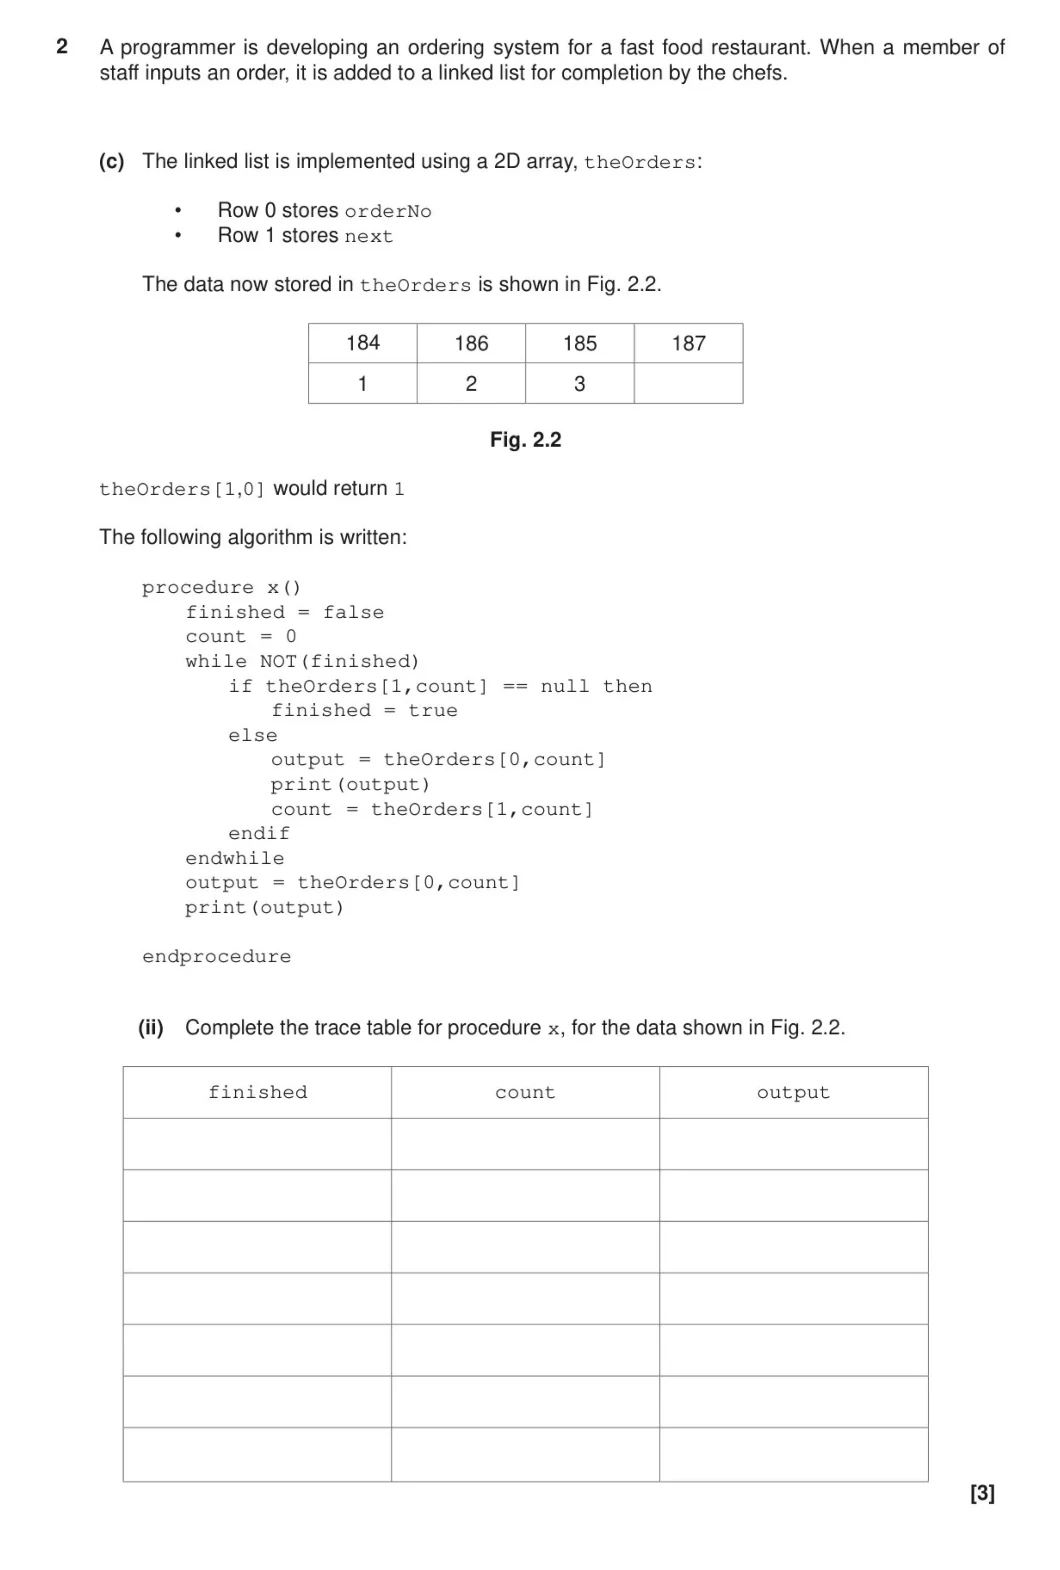 2 A programmer is developing an ordering system for a fast food restaurant. When a member of
staff inputs an order, it is added to a linked list for completion by the chefs.
(c) The linked list is implemented using a 2D array, theOrders:
• Row 0 stores orderNo
• Row 1 stores next
The data now stored in theOrders is shown in Fig. 2.2.
184 186 185 187
1 2 3
Fig. 2.2
theOrders[1,0] would return 1
The following algorithm is written:
procedure x()
finished = false
count = 0
while NOT(finished)
if theOrders[1,count] == null then
finished = true
else
output = theOrders[0,count]
print(output)
count = theOrders[1,count]
endif
endwhile
output = theOrders[0,count]
print(output)
endprocedure
(ii) Complete the trace table for procedure x, for the data shown in Fig. 2.2.
finished count output
[3]